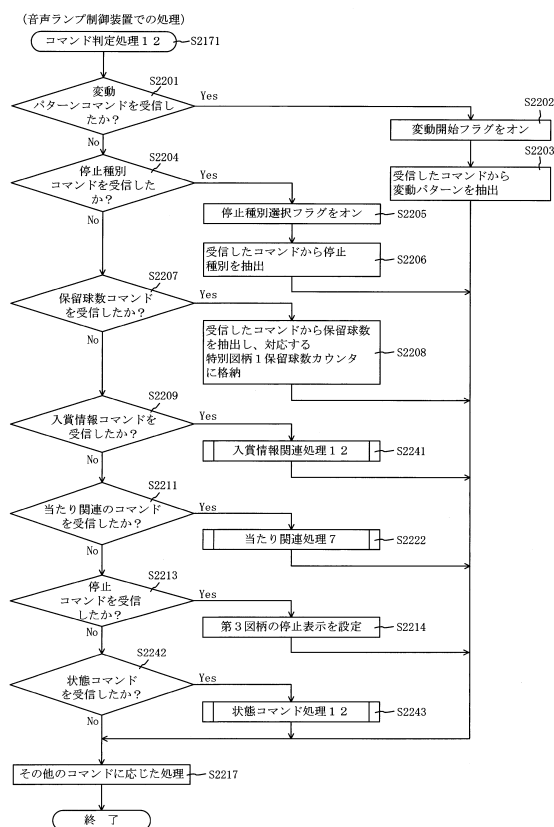 （音声ランプ制御装置での処理）
コマンド判定処理１２
S2171
S2201
変動
パターンコマンドを受信し
たか？
Yes
No
S2202
変動開始フラグをオン
S2203
受信したコマンドから
変動パターンを抽出
S2204
停止種別
コマンドを受信した
か？
Yes
No
停止種別選択フラグをオン
S2205
受信したコマンドから停止
種別を抽出
S2206
S2207
保留球数コマンド
を受信したか？
Yes
No
受信したコマンドから保留球数
を抽出し、対応する
特別図柄１保留球数カウンタ
に格納
S2208
S2209
入賞情報コマンドを
受信したか？
Yes
No
入賞情報関連処理１２
S2241
S2211
当たり関連のコマンド
を受信したか？
Yes
No
当たり関連処理７
S2222
S2213
停止
コマンドを受信
したか？
Yes
No
第３図柄の停止表示を設定
S2214
S2242
状態コマンド
を受信したか？
Yes
No
状態コマンド処理１２
S2243
その他のコマンドに応じた処理
S2217
終 了